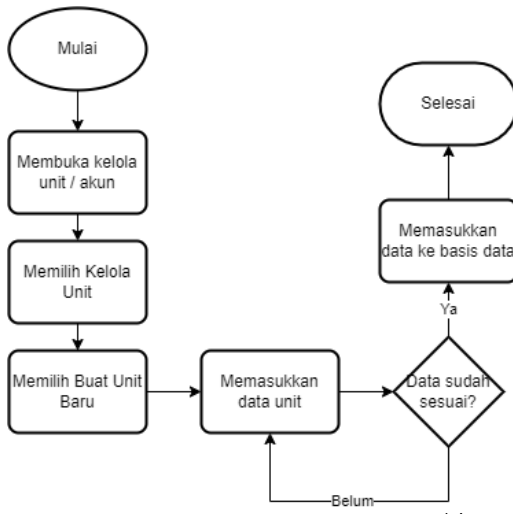 Mulai
Membuka kelola
unit / akun
Memilih Kelola
Unit
Memilih Buat Unit
Baru
Memasukkan
data unit
Data sudah
sesuai?
Belum
Ya
Memasukkan
data ke basis data
Selesai